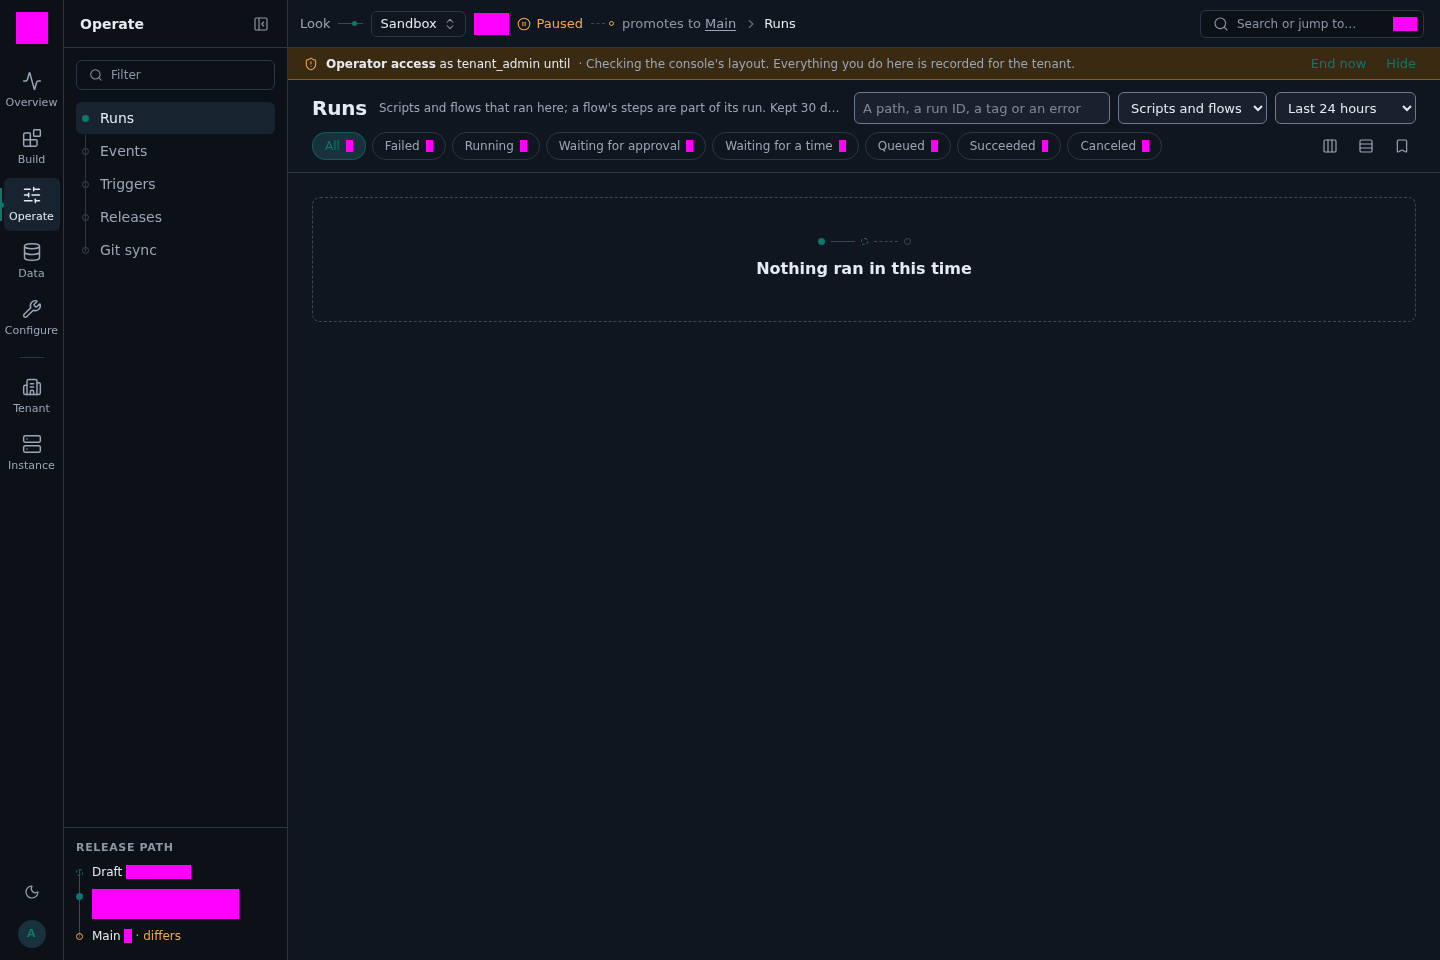 Operate
Look
Sandbox
Paused
promotes to Main
Runs
Search or jump to…
Operator access as tenant_admin until · Checking the console's layout. Everything you do here is recorded for the tenant.
End now
Hide
Overview
Build
Operate
Data
Configure
Tenant
Instance
A
Filter
Runs
Events
Triggers
Releases
Git sync
RELEASE PATH
Draft
Main · differs
Runs
Scripts and flows that ran here; a flow's steps are part of its run. Kept 30 d…
A path, a run ID, a tag or an error
Scripts and flows
Last 24 hours
All
Failed
Running
Waiting for approval
Waiting for a time
Queued
Succeeded
Canceled
Nothing ran in this time